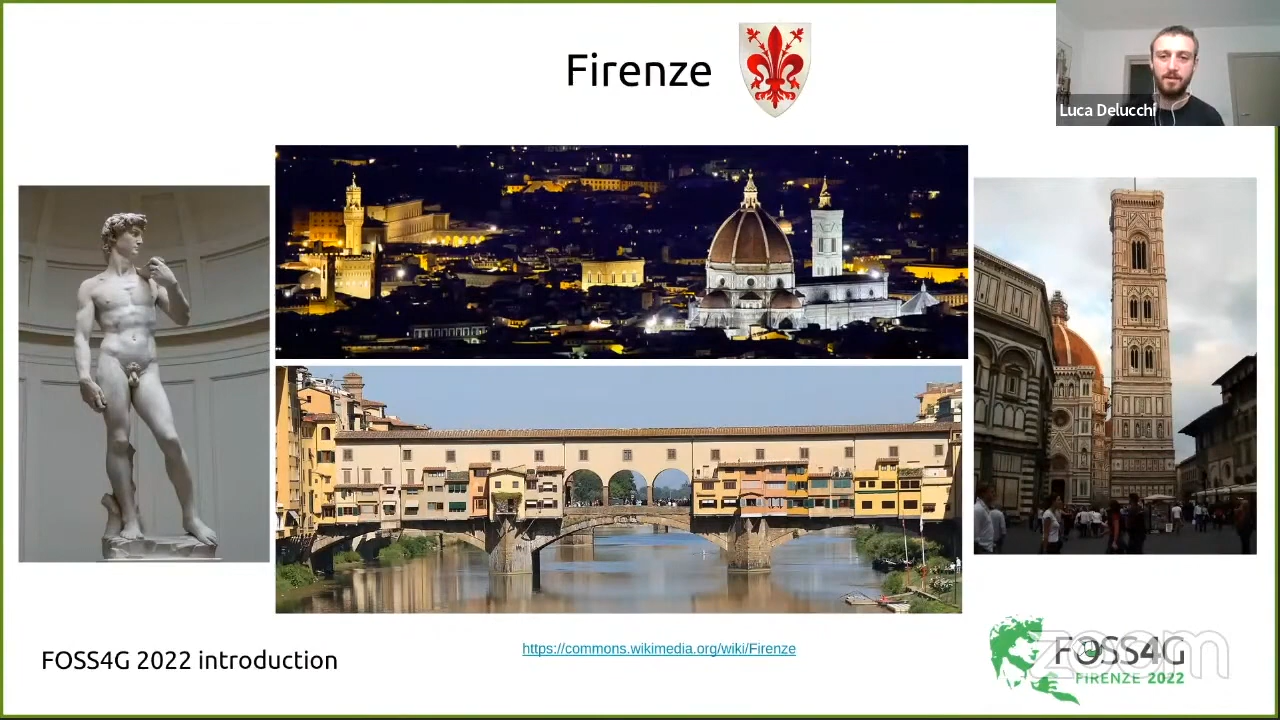 Firenze
Luca Delucchi
FOSS4G 2022 introduction
https://commons.wikimedia.org/wiki/Firenze
FOSS4G
FIRENZE 2022
zoom